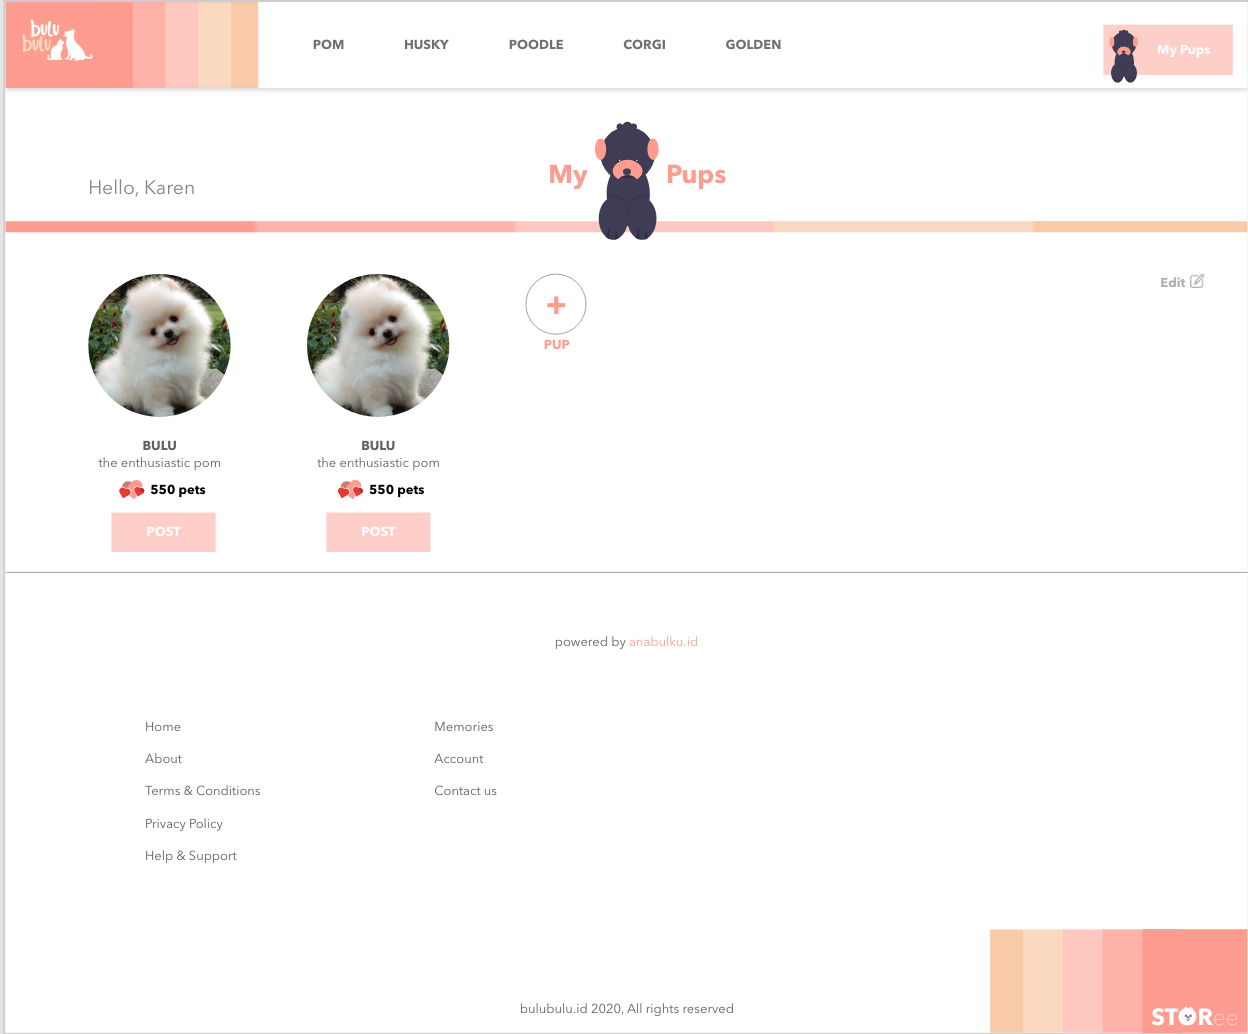 bulu
bulu
POM HUSKY POODLE CORGI GOLDEN
My Pups
Hello, Karen
My Pups
Edit
+
PUP
BULU
the enthusiastic pom
550 pets
POST
BULU
the enthusiastic pom
550 pets
POST
powered by anabulku.id
Home
About
Terms & Conditions
Privacy Policy
Help & Support
Memories
Account
Contact us
bulubulu.id 2020, All rights reserved
STORee